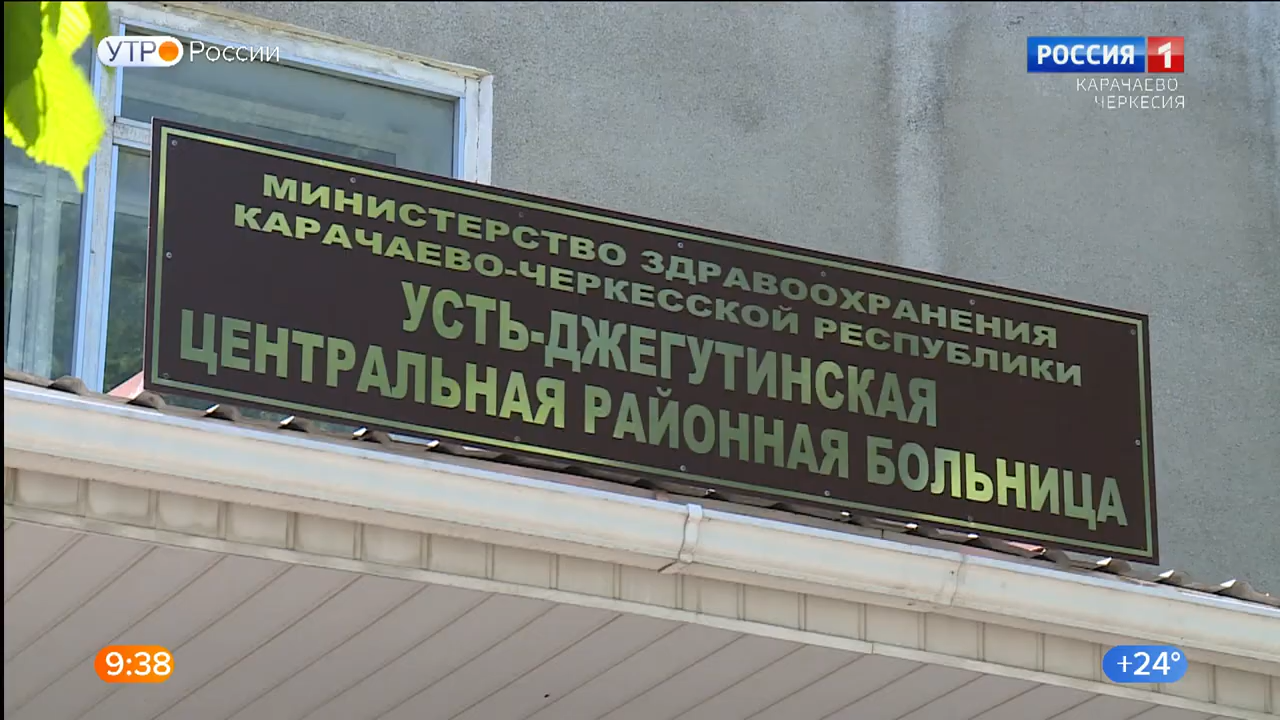 УТРО России
РОССИЯ 1
КАРАЧАЕВО
ЧЕРКЕСИЯ
МИНИСТЕРСТВО ЗДРАВООХРАНЕНИЯ
КАРАЧАЕВО-ЧЕРКЕССКОЙ РЕСПУБЛИКИ
УСТЬ-ДЖЕГУТИНСКАЯ
ЦЕНТРАЛЬНАЯ РАЙОННАЯ БОЛЬНИЦА
9:38
+24°